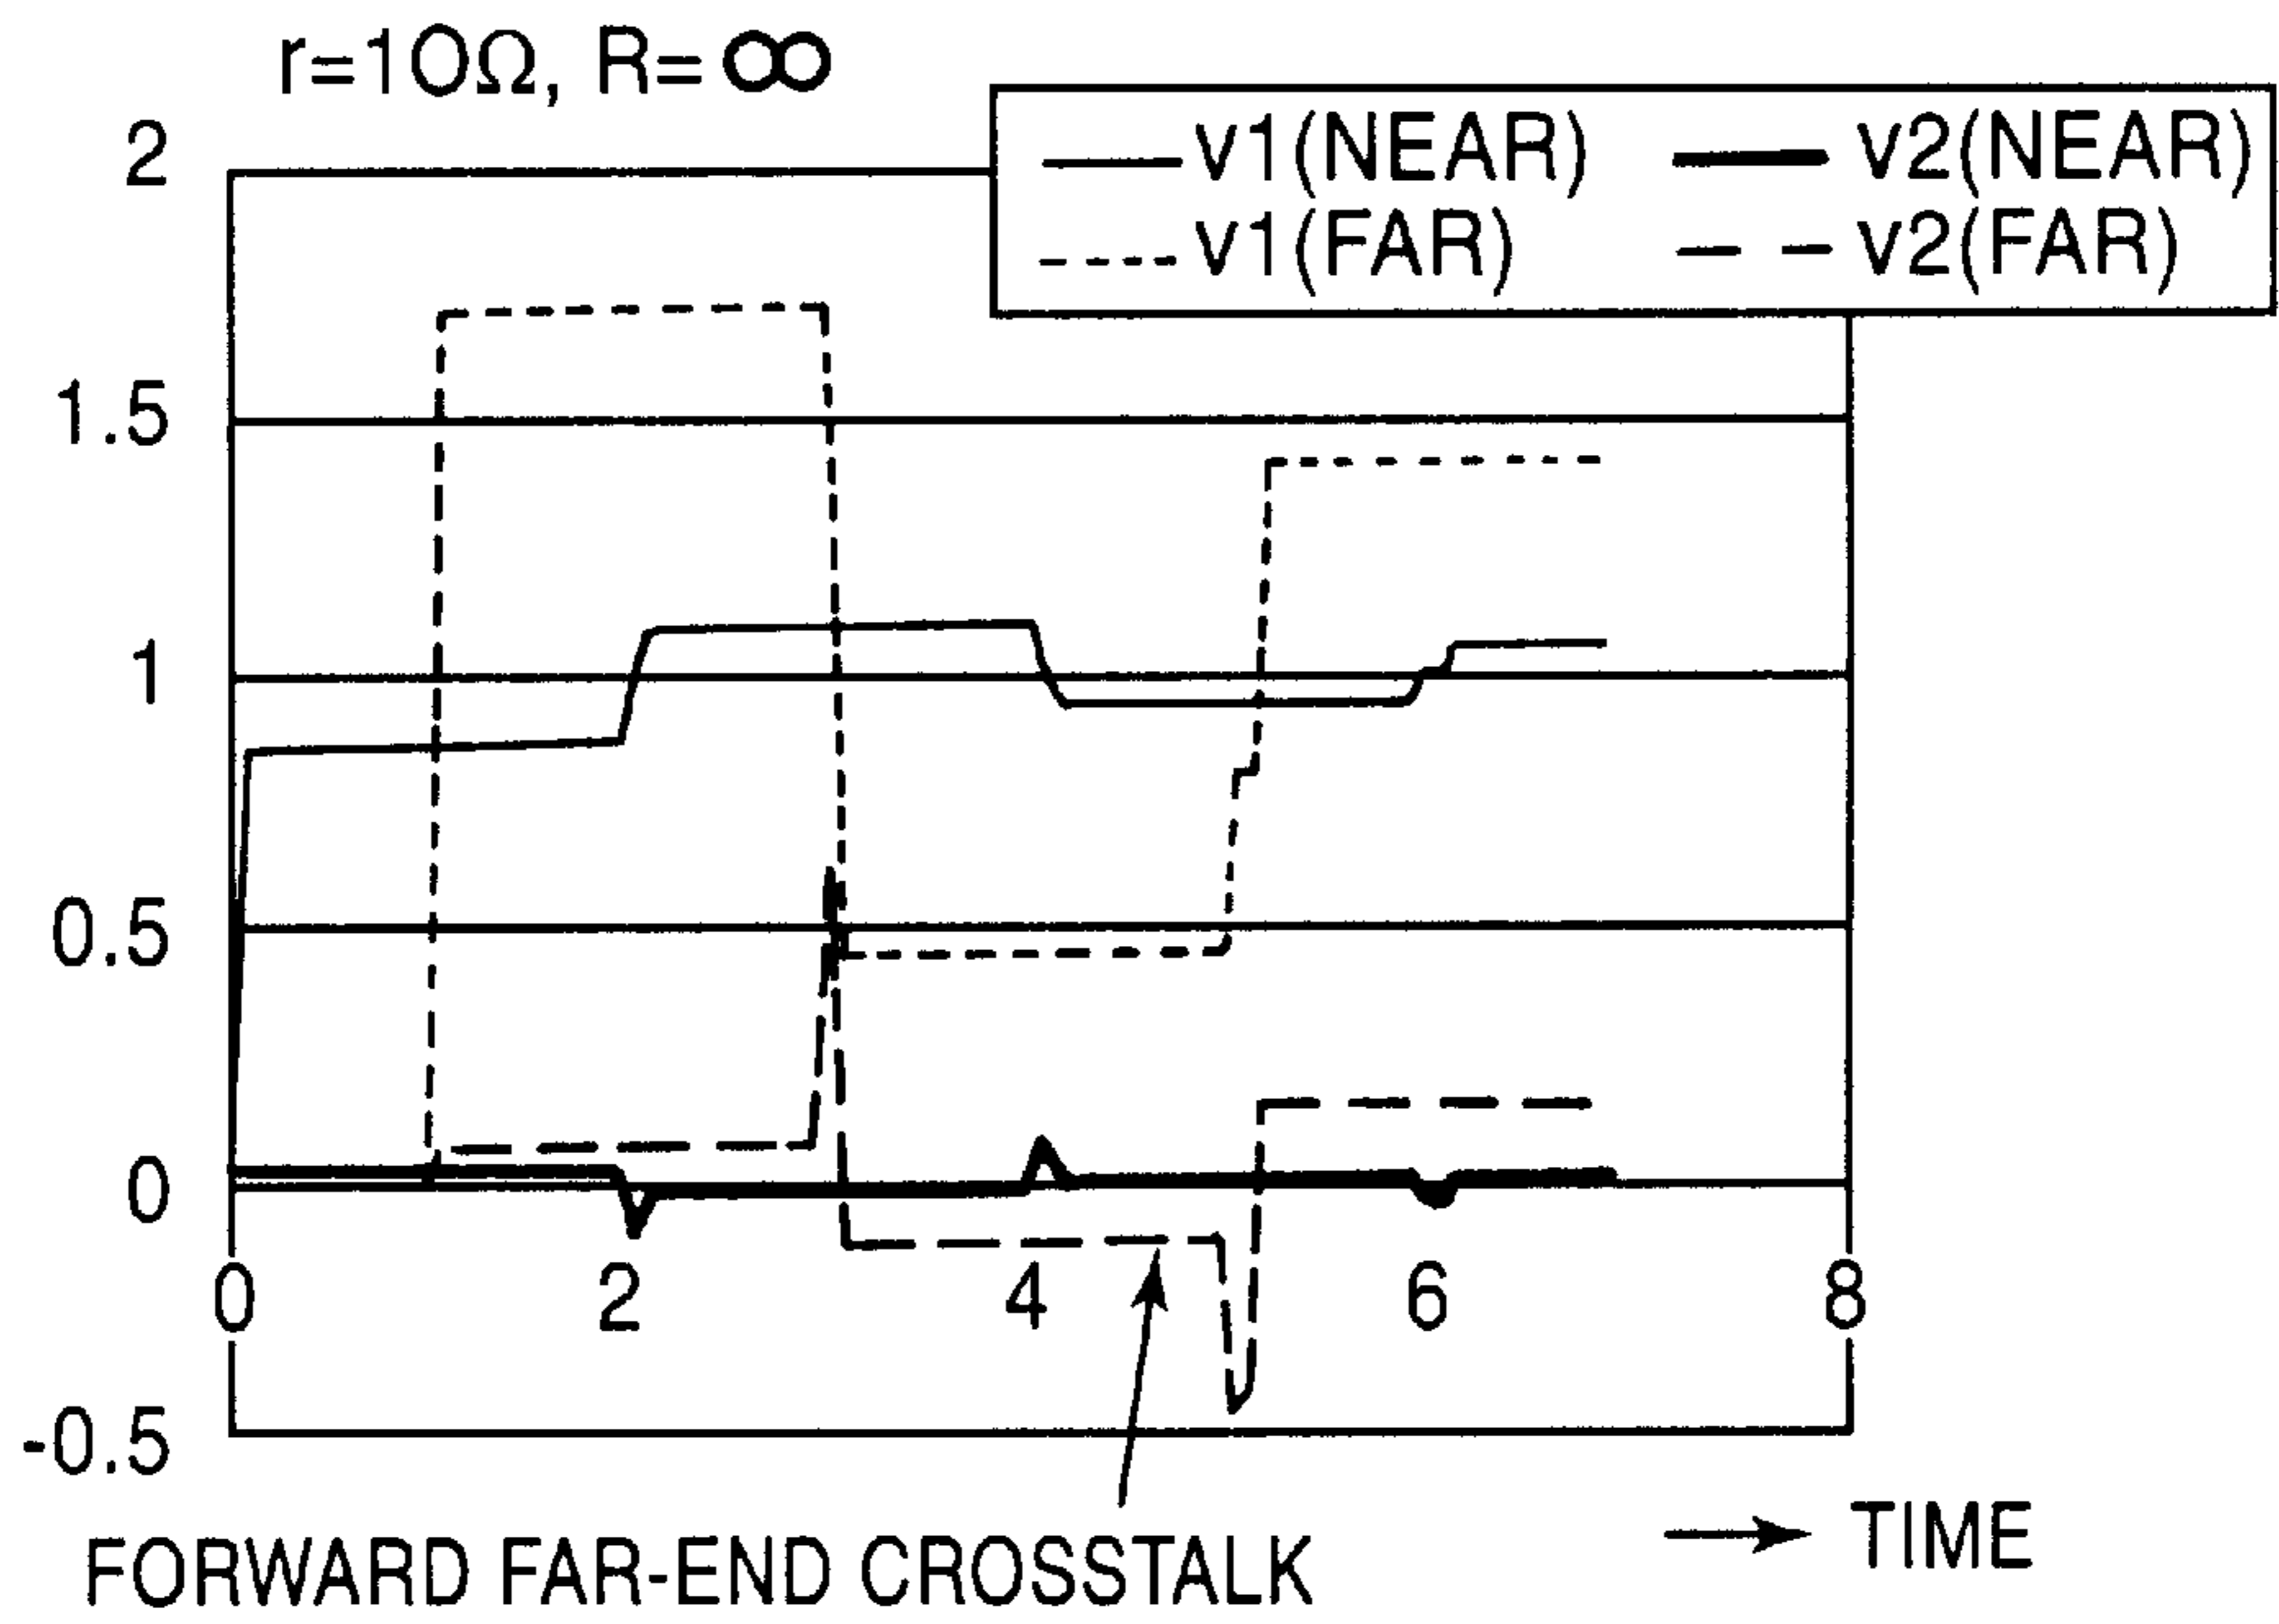 r=10Ω, R=∞
v1(NEAR) v2(NEAR)
v1(FAR) v2(FAR)
2
1.5
1
0.5
0
0 2 4 6 8
-0.5
FORWARD FAR-END CROSSTALK
TIME